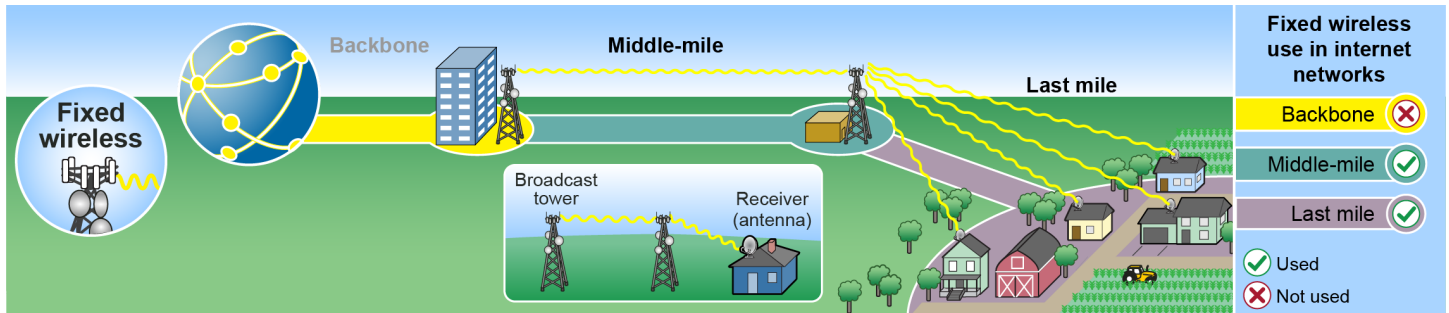 Fixed
wireless
Backbone
Middle-mile
Last mile
Broadcast
tower
Receiver
(antenna)
Fixed wireless
use in internet
networks
Backbone
Middle-mile
Last mile
Used
Not used